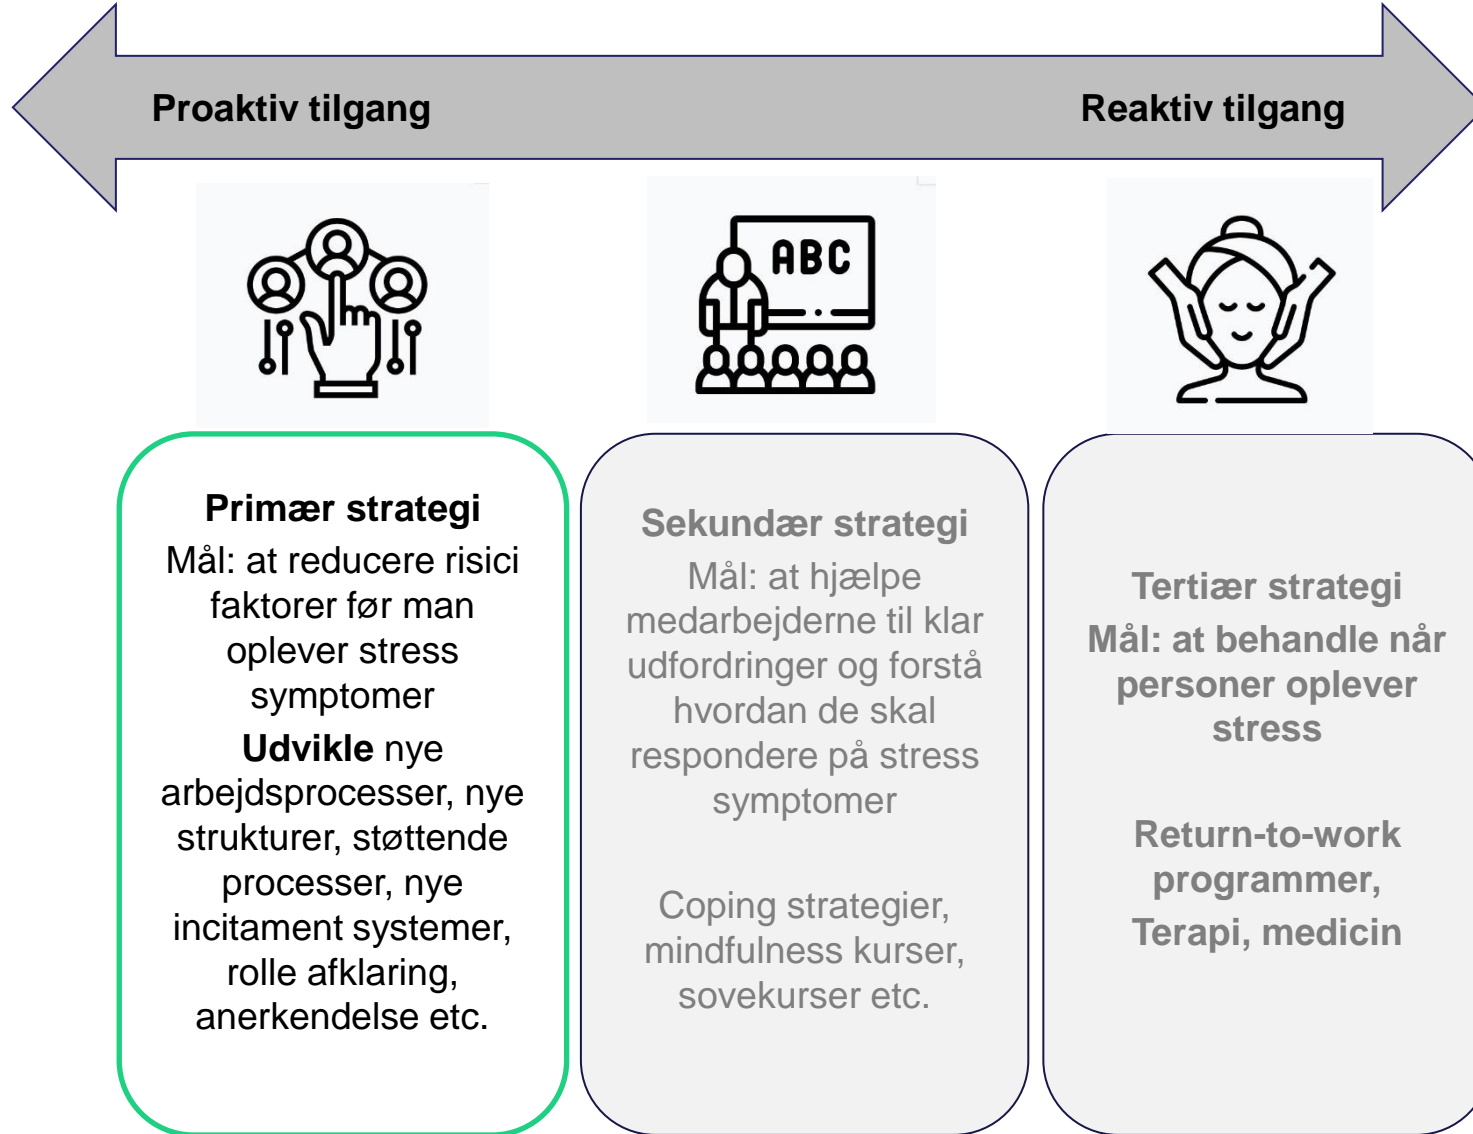 Proaktiv tilgang
Reaktiv tilgang
ABC
Primær strategi
Mål: at reducere risici
faktorer før man
oplever stress
symptomer
Udvikle nye
arbejdsprocesser, nye
strukturer, støttende
processer, nye
incitament systemer,
rolle afklaring,
anerkendelse etc.
Sekundær strategi
Mål: at hjælpe
medarbejderne til klar
udfordringer og forstå
hvordan de skal
respondere på stress
symptomer
Coping strategier,
mindfulness kurser,
sovekurser etc.
Tertiær strategi
Mål: at behandle når
personer oplever
stress
Return-to-work
programmer,
Terapi, medicin